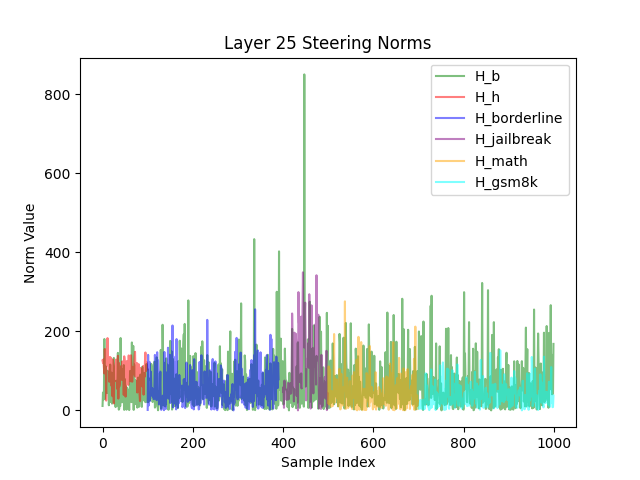 Layer 25 Steering Norms
H_b
H_h
H_borderline
H_jailbreak
H_math
H_gsm8k
800
600
400
200
0
Norm Value
0 200 400 600 800 1000
Sample Index